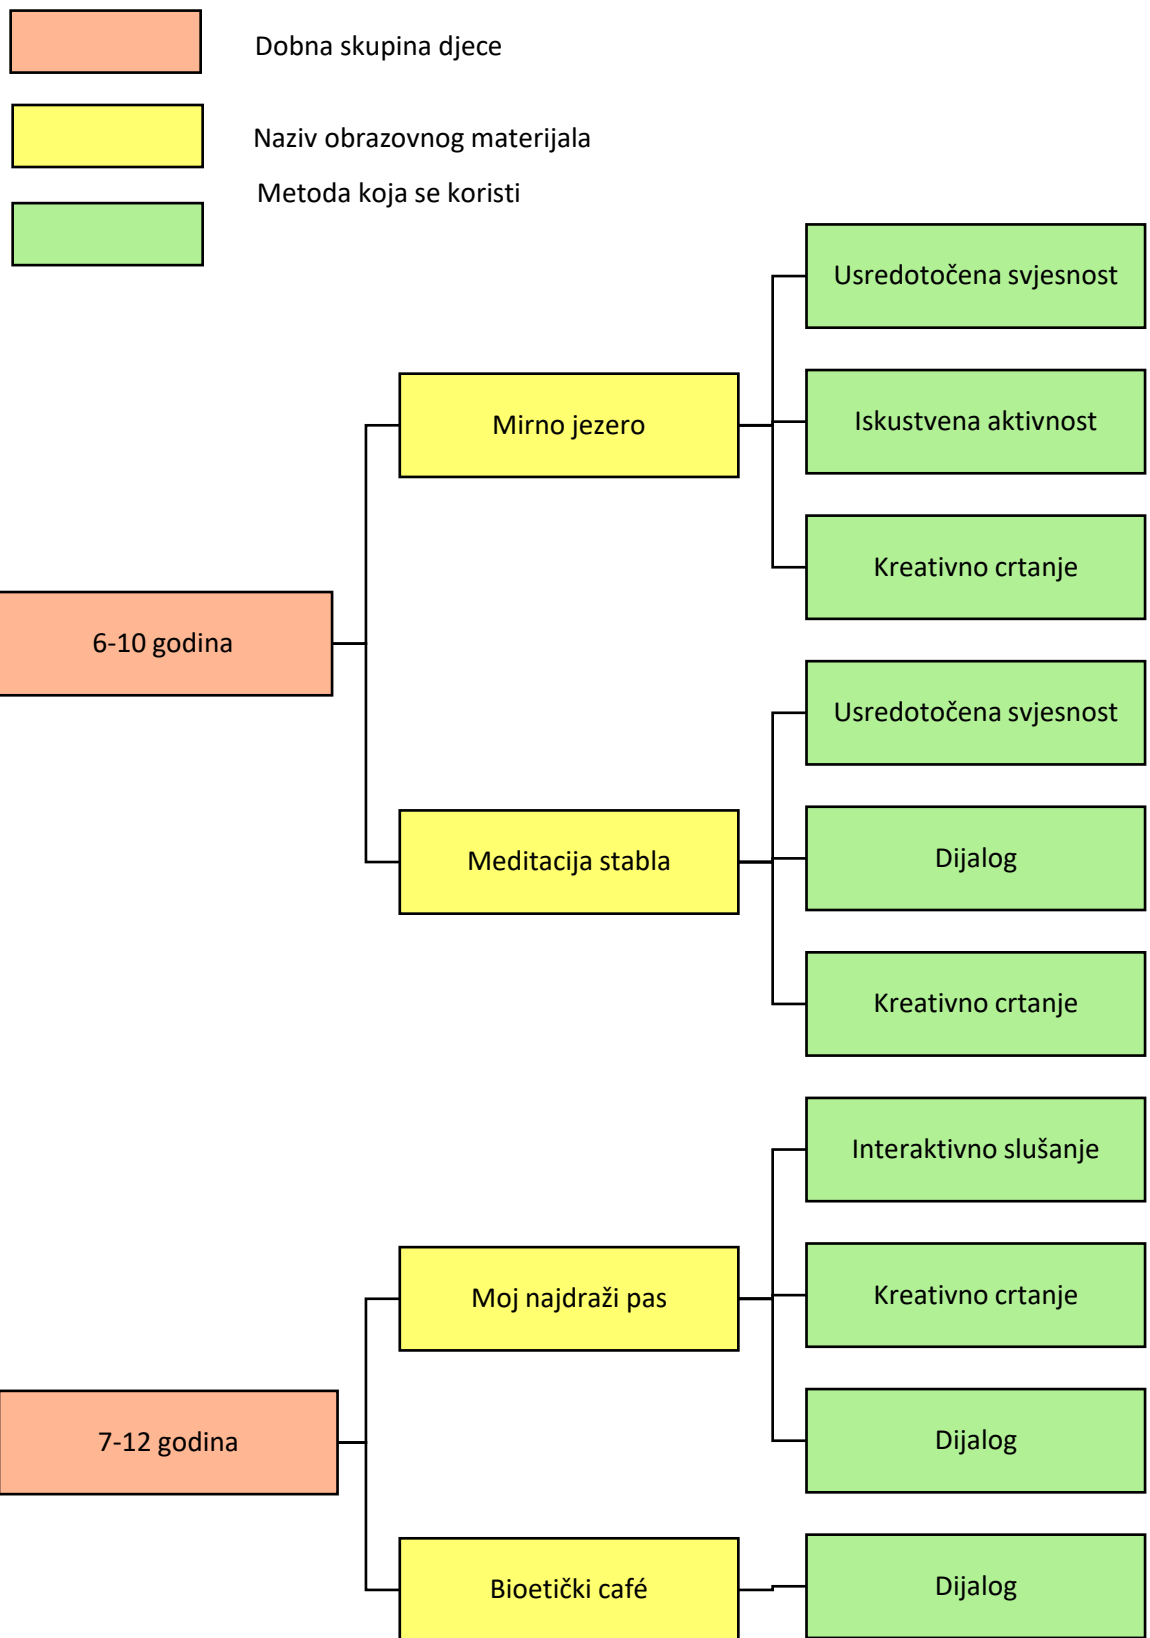 Dobna skupina djece
Naziv obrazovnog materijala
Metoda koja se koristi
6-10 godina
Mirno jezero
Usredotočena svjesnost
Iskustvena aktivnost
Kreativno crtanje
Meditacija stabla
Usredotočena svjesnost
Dijalog
Kreativno crtanje
7-12 godina
Moj najdraži pas
Interaktivno slušanje
Kreativno crtanje
Dijalog
Bioetički café
Dijalog